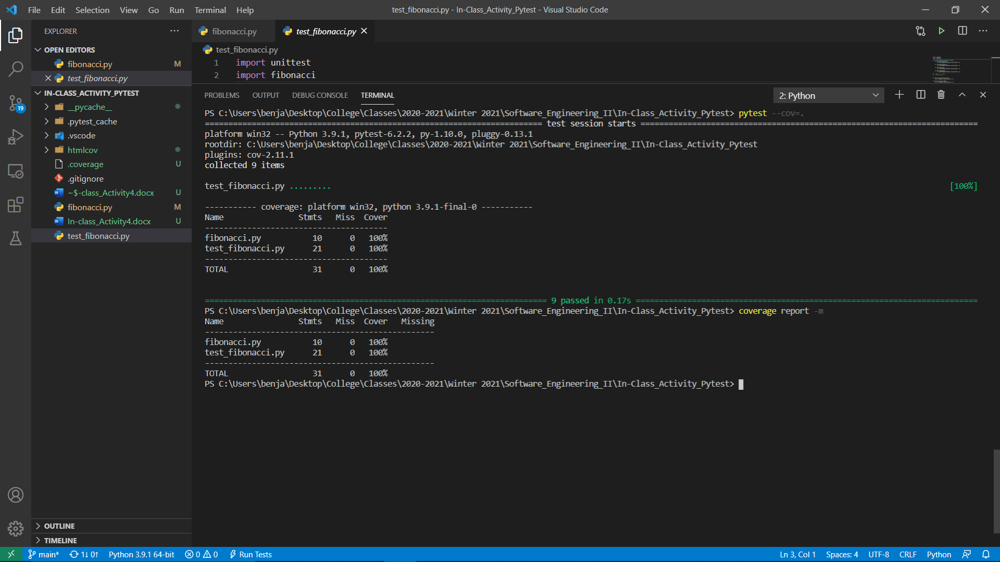 File Edit Selection View Go Run Terminal Help
test_fibonacci.py - In-Class_Activity_Pytest - Visual Studio Code
EXPLORER
OPEN EDITORS
fibonacci.py M
test_fibonacci.py
IN-CLASS_ACTIVITY_PYTEST
__pycache__
.pytest_cache
.vscode
htmlcov
.coverage U
.gitignore
~$-class_Activity4.docx U
fibonacci.py M
In-class_Activity4.docx U
test_fibonacci.py
OUTLINE
TIMELINE
19
fibonacci.py test_fibonacci.py
test_fibonacci.py
1 import unittest
2 import fibonacci
PROBLEMS OUTPUT DEBUG CONSOLE TERMINAL
2: Python
PS C:\Users\benja\Desktop\College\Classes\2020-2021\Winter 2021\Software_Engineering_II\In-Class_Activity_Pytest> pytest --cov=.
======================================================================== test session starts ========================================================================
platform win32 -- Python 3.9.1, pytest-6.2.2, py-1.10.0, pluggy-0.13.1
rootdir: C:\Users\benja\Desktop\College\Classes\2020-2021\Winter 2021\Software_Engineering_II\In-Class_Activity_Pytest
plugins: cov-2.11.1
collected 9 items
test_fibonacci.py ......... [100%]
----------- coverage: platform win32, python 3.9.1-final-0 -----------
Name Stmts Miss Cover
---------------------------------------
fibonacci.py 10 0 100%
test_fibonacci.py 21 0 100%
---------------------------------------
TOTAL 31 0 100%
========================================================================= 9 passed in 0.17s =========================================================================
PS C:\Users\benja\Desktop\College\Classes\2020-2021\Winter 2021\Software_Engineering_II\In-Class_Activity_Pytest> coverage report -m
Name Stmts Miss Cover Missing
-------------------------------------------------
fibonacci.py 10 0 100%
test_fibonacci.py 21 0 100%
-------------------------------------------------
TOTAL 31 0 100%
PS C:\Users\benja\Desktop\College\Classes\2020-2021\Winter 2021\Software_Engineering_II\In-Class_Activity_Pytest>
main* 1↓ 0↑ Python 3.9.1 64-bit 0 0 Run Tests Ln 3, Col 1 Spaces: 4 UTF-8 CRLF Python